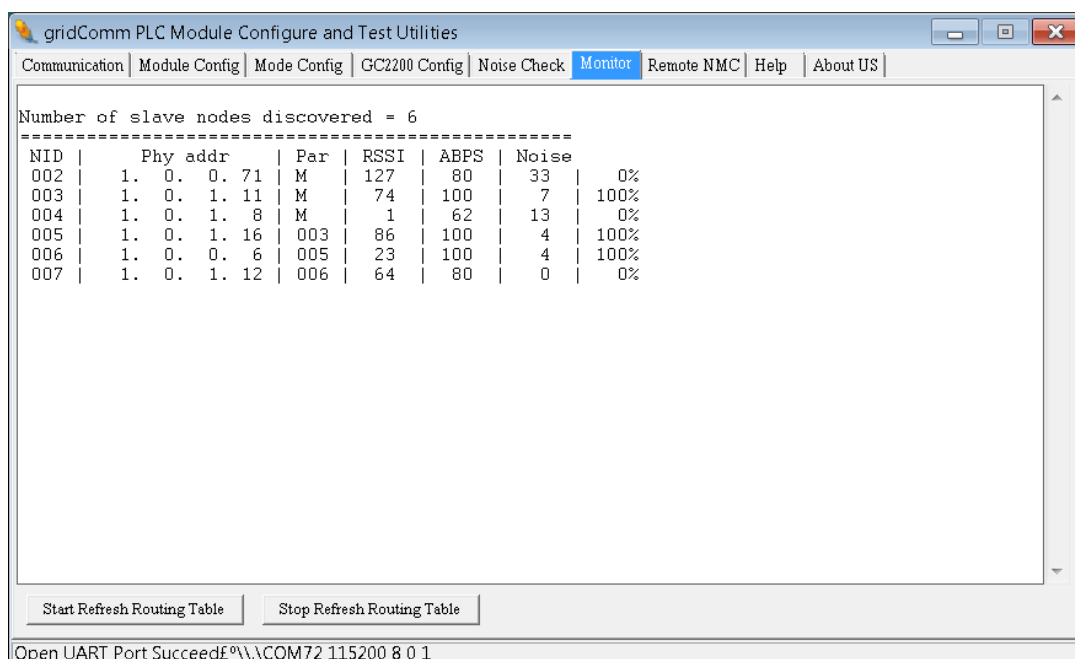 gridComm PLC Module Configure and Test Utilities
Communication Module Config Mode Config GC2200 Config Noise Check Monitor Remote NMC Help About US
Number of slave nodes discovered = 6
==================================================
NID | Phy addr | Par | RSSI | ABPS | Noise
002 | 1. 0. 0. 71 | M | 127 | 80 | 33 | 0%
003 | 1. 0. 1. 11 | M | 74 | 100 | 7 | 100%
004 | 1. 0. 1. 8 | M | 1 | 62 | 13 | 0%
005 | 1. 0. 1. 16 | 003 | 86 | 100 | 4 | 100%
006 | 1. 0. 0. 6 | 005 | 23 | 100 | 4 | 100%
007 | 1. 0. 1. 12 | 006 | 64 | 80 | 0 | 0%
Start Refresh Routing Table Stop Refresh Routing Table
Open UART Port Succeed£º\\.\COM72 115200 8 0 1